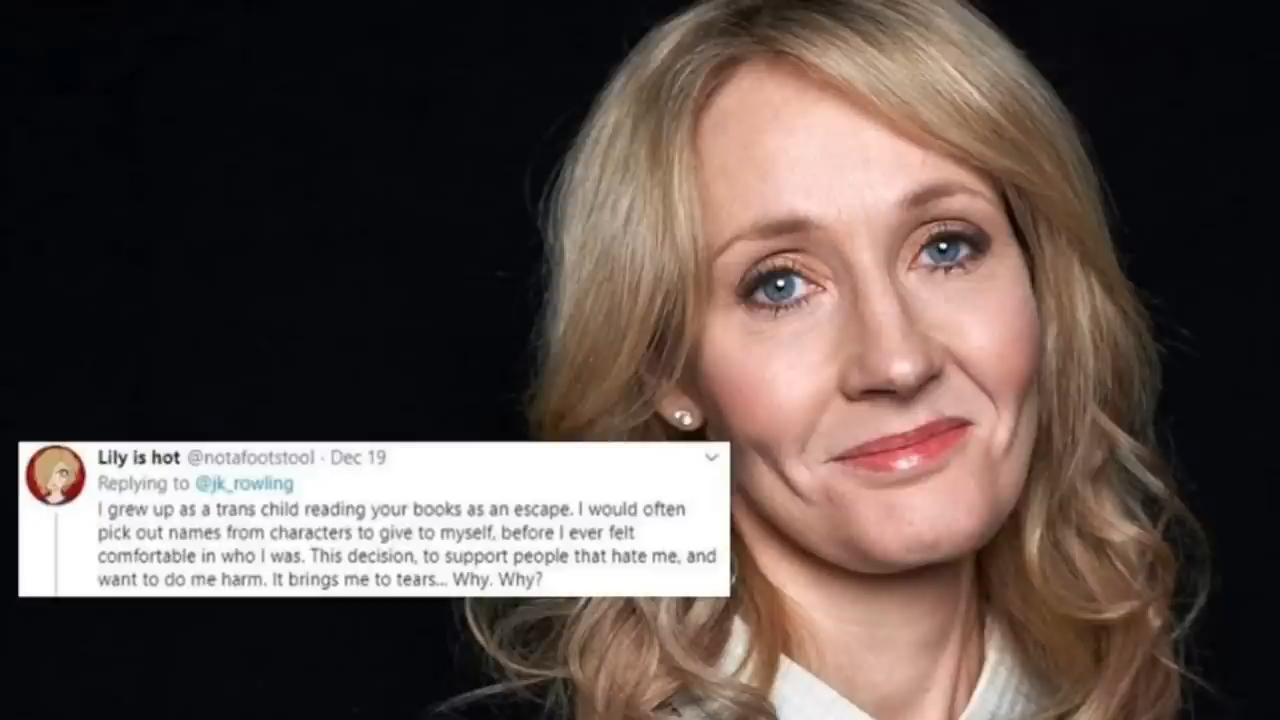 Lily is hot @notafootstool · Dec 19
Replying to @jk_rowling
I grew up as a trans child reading your books as an escape. I would often
pick out names from characters to give to myself, before I ever felt
comfortable in who I was. This decision, to support people that hate me, and
want to do me harm. It brings me to tears... Why. Why?